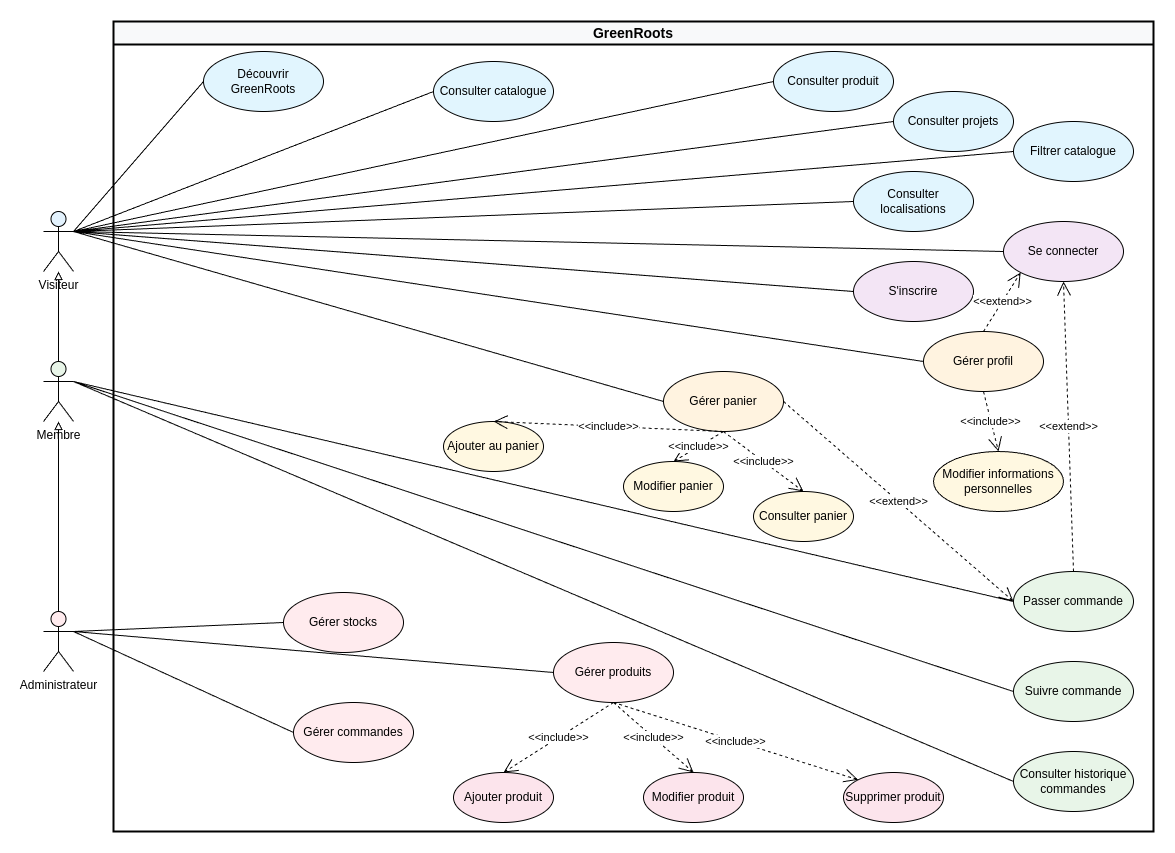 GreenRoots
Découvrir
GreenRoots
Consulter catalogue
Consulter produit
Consulter projets
Filtrer catalogue
Consulter
localisations
Visiteur
Se connecter
S'inscrire
<<extend>>
Gérer profil
Membre
Gérer panier
<<include>>
<<include>>
<<extend>>
Ajouter au panier
<<include>>
<<include>>
Modifier panier
Modifier informations
personnelles
<<extend>>
Consulter panier
Passer commande
Gérer stocks
Administrateur
Gérer produits
Suivre commande
Gérer commandes
<<include>>
<<include>>
<<include>>
Consulter historique
commandes
Ajouter produit
Modifier produit
Supprimer produit